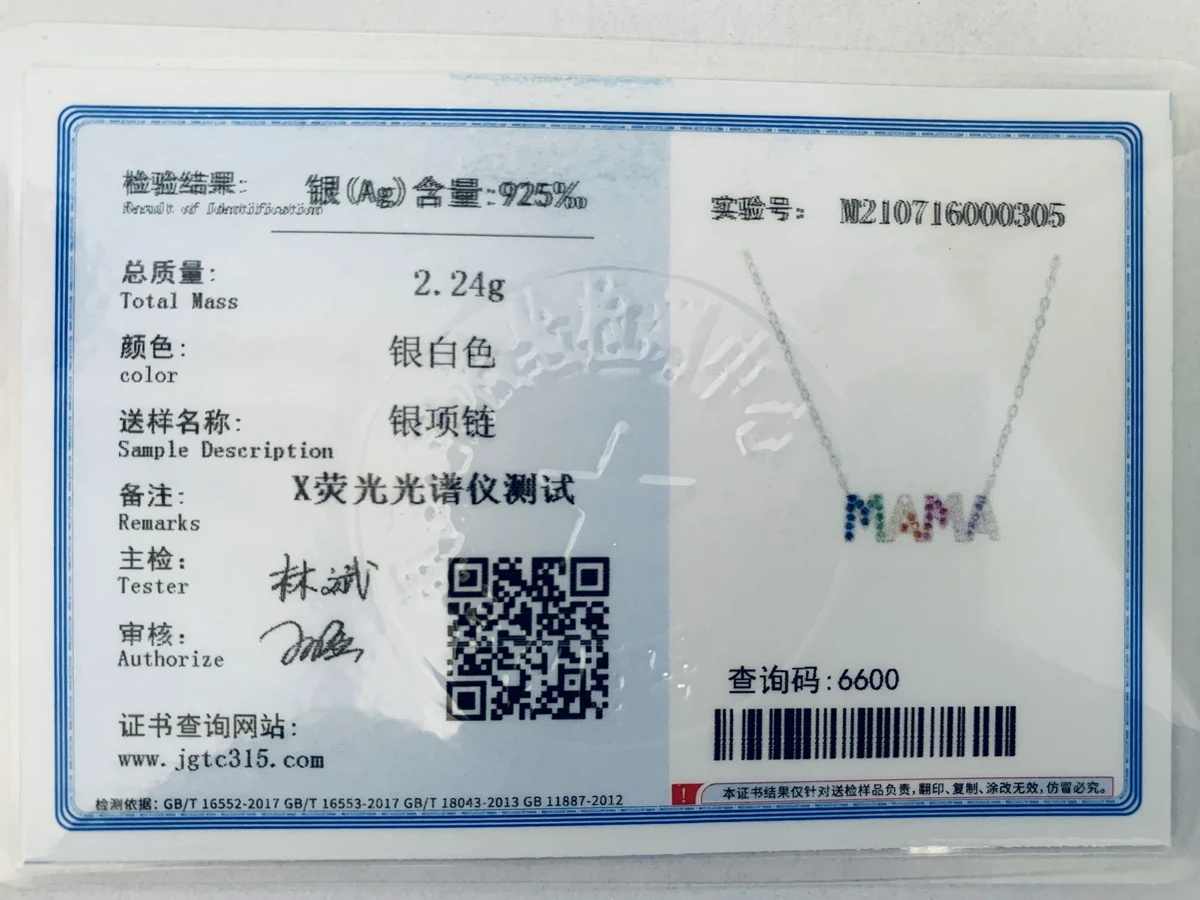 检验结果: 银(Ag)含量:925‰
Result of Identification
总质量: 2.24g
Total Mass
颜色: 银白色
color
送样名称: 银项链
Sample Description
备注: X荧光光谱仪测试
Remarks
主检: 林斌
Tester
审核:
Authorize
证书查询网站:
www.jgtc315.com
检测依据: GB/T 16552-2017 GB/T 16553-2017 GB/T 18043-2013 GB 11887-2012
实验号: M210716000305
MAMA
查询码:6600
! 本证书结果仅针对送检样品负责,翻印、复制、涂改无效,仿冒必究。